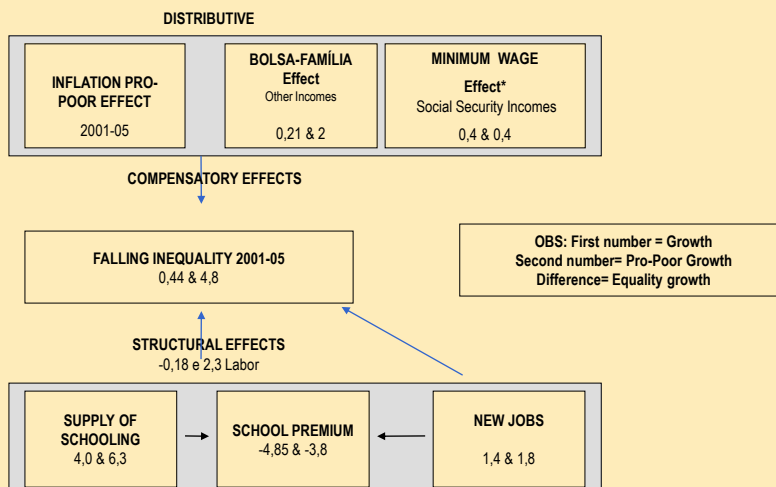 DISTRIBUTIVE
INFLATION PRO-
POOR EFFECT
2001-05
BOLSA-FAMÍLIA
Effect
Other Incomes
0,21 & 2
MINIMUM WAGE
Effect*
Social Security Incomes
0,4 & 0,4
COMPENSATORY EFFECTS
FALLING INEQUALITY 2001-05
0,44 & 4,8
OBS: First number = Growth
Second number= Pro-Poor Growth
Difference= Equality growth
STRUCTURAL EFFECTS
-0,18 e 2,3 Labor
SUPPLY OF
SCHOOLING
4,0 & 6,3
SCHOOL PREMIUM
-4,85 & -3,8
NEW JOBS
1,4 & 1,8